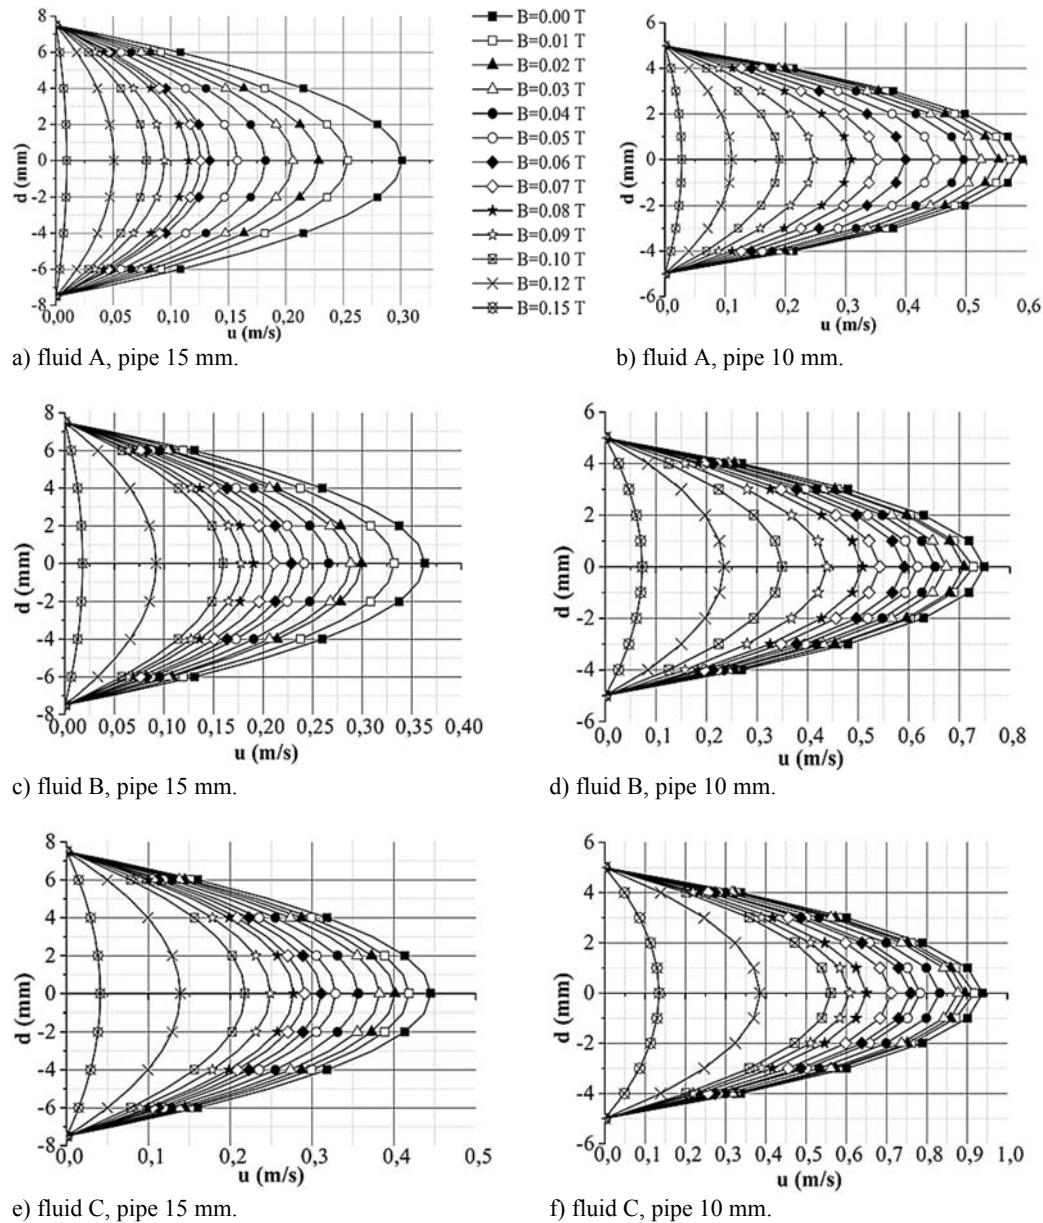 8
6
4
2
0
-2
-4
-6
-8
d (mm)
0,00 0,05 0,10 0,15 0,20 0,25 0,30
u (m/s)
a) fluid A, pipe 15 mm.
B=0.00 T
B=0.01 T
B=0.02 T
B=0.03 T
B=0.04 T
B=0.05 T
B=0.06 T
B=0.07 T
B=0.08 T
B=0.09 T
B=0.10 T
B=0.12 T
B=0.15 T
6
4
2
0
-2
-4
-6
d (mm)
0,0 0,1 0,2 0,3 0,4 0,5 0,6
u (m/s)
b) fluid A, pipe 10 mm.
8
6
4
2
0
-2
-4
-6
-8
d (mm)
0,00 0,05 0,10 0,15 0,20 0,25 0,30 0,35 0,40
u (m/s)
c) fluid B, pipe 15 mm.
6
4
2
0
-2
-4
-6
d (mm)
0,0 0,1 0,2 0,3 0,4 0,5 0,6 0,7 0,8
u (m/s)
d) fluid B, pipe 10 mm.
8
6
4
2
0
-2
-4
-6
-8
d (mm)
0,0 0,1 0,2 0,3 0,4 0,5
u (m/s)
e) fluid C, pipe 15 mm.
6
4
2
0
-2
-4
-6
d (mm)
0,0 0,1 0,2 0,3 0,4 0,5 0,6 0,7 0,8 0,9 1,0
u (m/s)
f) fluid C, pipe 10 mm.